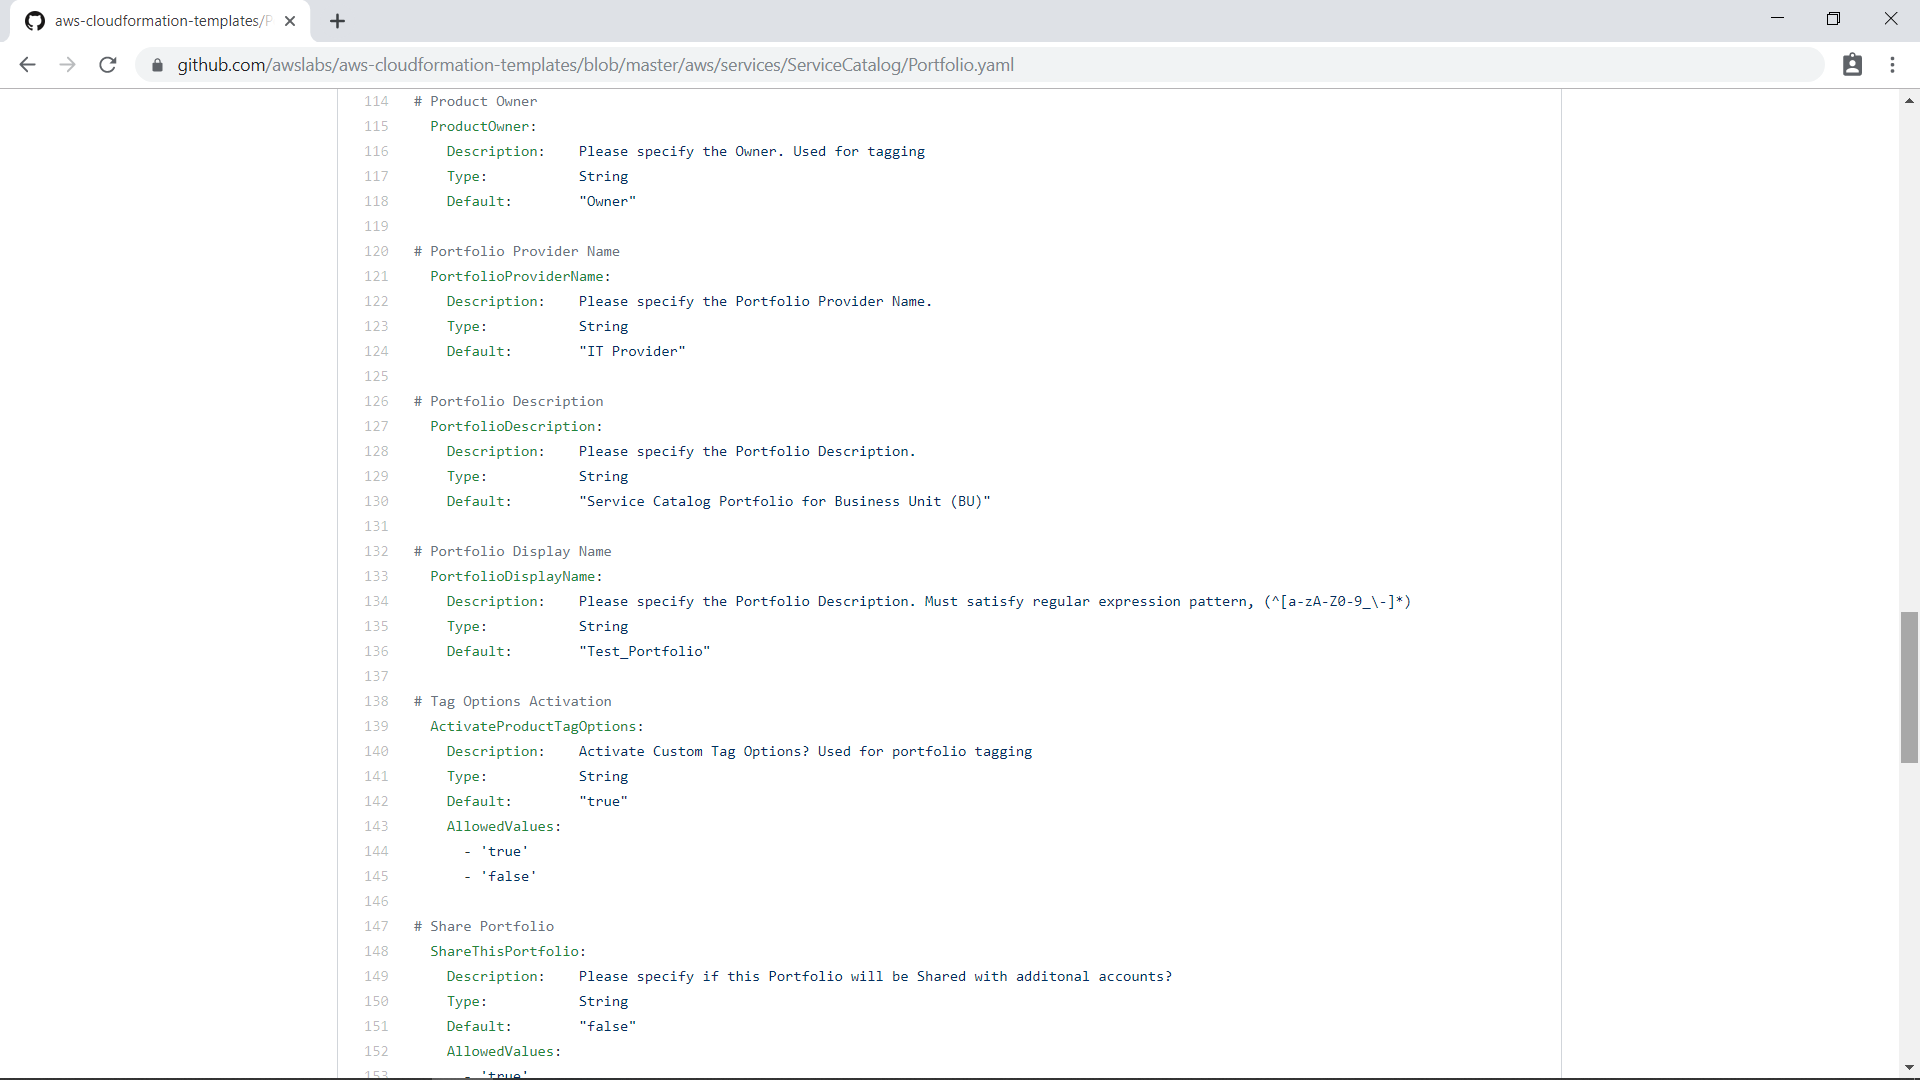 aws-cloudformation-templates/P
github.com/awslabs/aws-cloudformation-templates/blob/master/aws/services/ServiceCatalog/Portfolio.yaml
114 # Product Owner
115 ProductOwner:
116 Description: Please specify the Owner. Used for tagging
117 Type: String
118 Default: "Owner"
119
120 # Portfolio Provider Name
121 PortfolioProviderName:
122 Description: Please specify the Portfolio Provider Name.
123 Type: String
124 Default: "IT Provider"
125
126 # Portfolio Description
127 PortfolioDescription:
128 Description: Please specify the Portfolio Description.
129 Type: String
130 Default: "Service Catalog Portfolio for Business Unit (BU)"
131
132 # Portfolio Display Name
133 PortfolioDisplayName:
134 Description: Please specify the Portfolio Description. Must satisfy regular expression pattern, (^[a-zA-Z0-9_\-]*)
135 Type: String
136 Default: "Test_Portfolio"
137
138 # Tag Options Activation
139 ActivateProductTagOptions:
140 Description: Activate Custom Tag Options? Used for portfolio tagging
141 Type: String
142 Default: "true"
143 AllowedValues:
144 - 'true'
145 - 'false'
146
147 # Share Portfolio
148 ShareThisPortfolio:
149 Description: Please specify if this Portfolio will be Shared with additonal accounts?
150 Type: String
151 Default: "false"
152 AllowedValues:
153 - 'true'